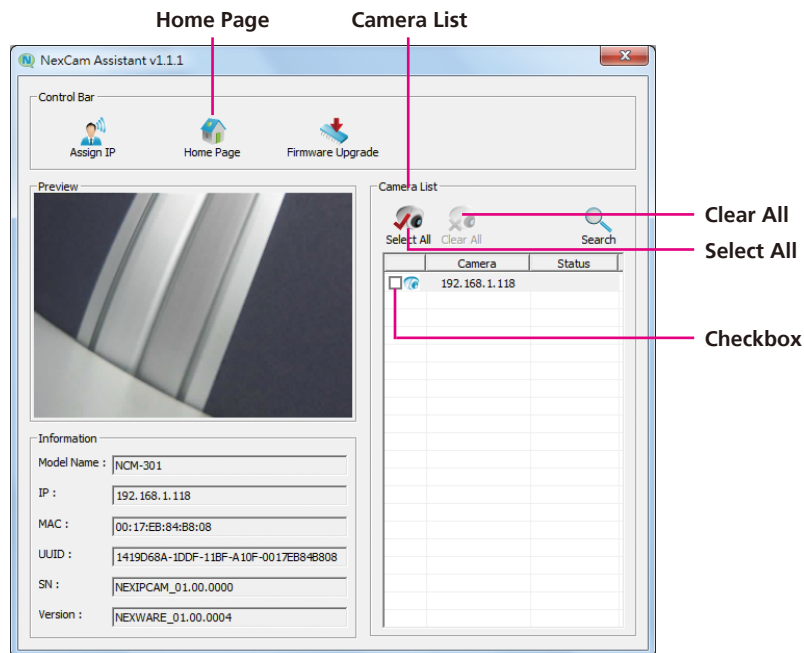 Home Page
Camera List
NexCam Assistant v1.1.1
Control Bar
Assign IP
Home Page
Firmware Upgrade
Preview
Camera List
Select All
Clear All
Search
Clear All
Select All
Camera
Status
192.168.1.118
Checkbox
Information
Model Name :
NCM-301
IP :
192.168.1.118
MAC :
00:17:EB:84:B8:08
UUID :
1419D68A-1DDF-11BF-A10F-0017EB84B808
SN :
NEXIPCAM_01.00.0000
Version :
NEXWARE_01.00.0004